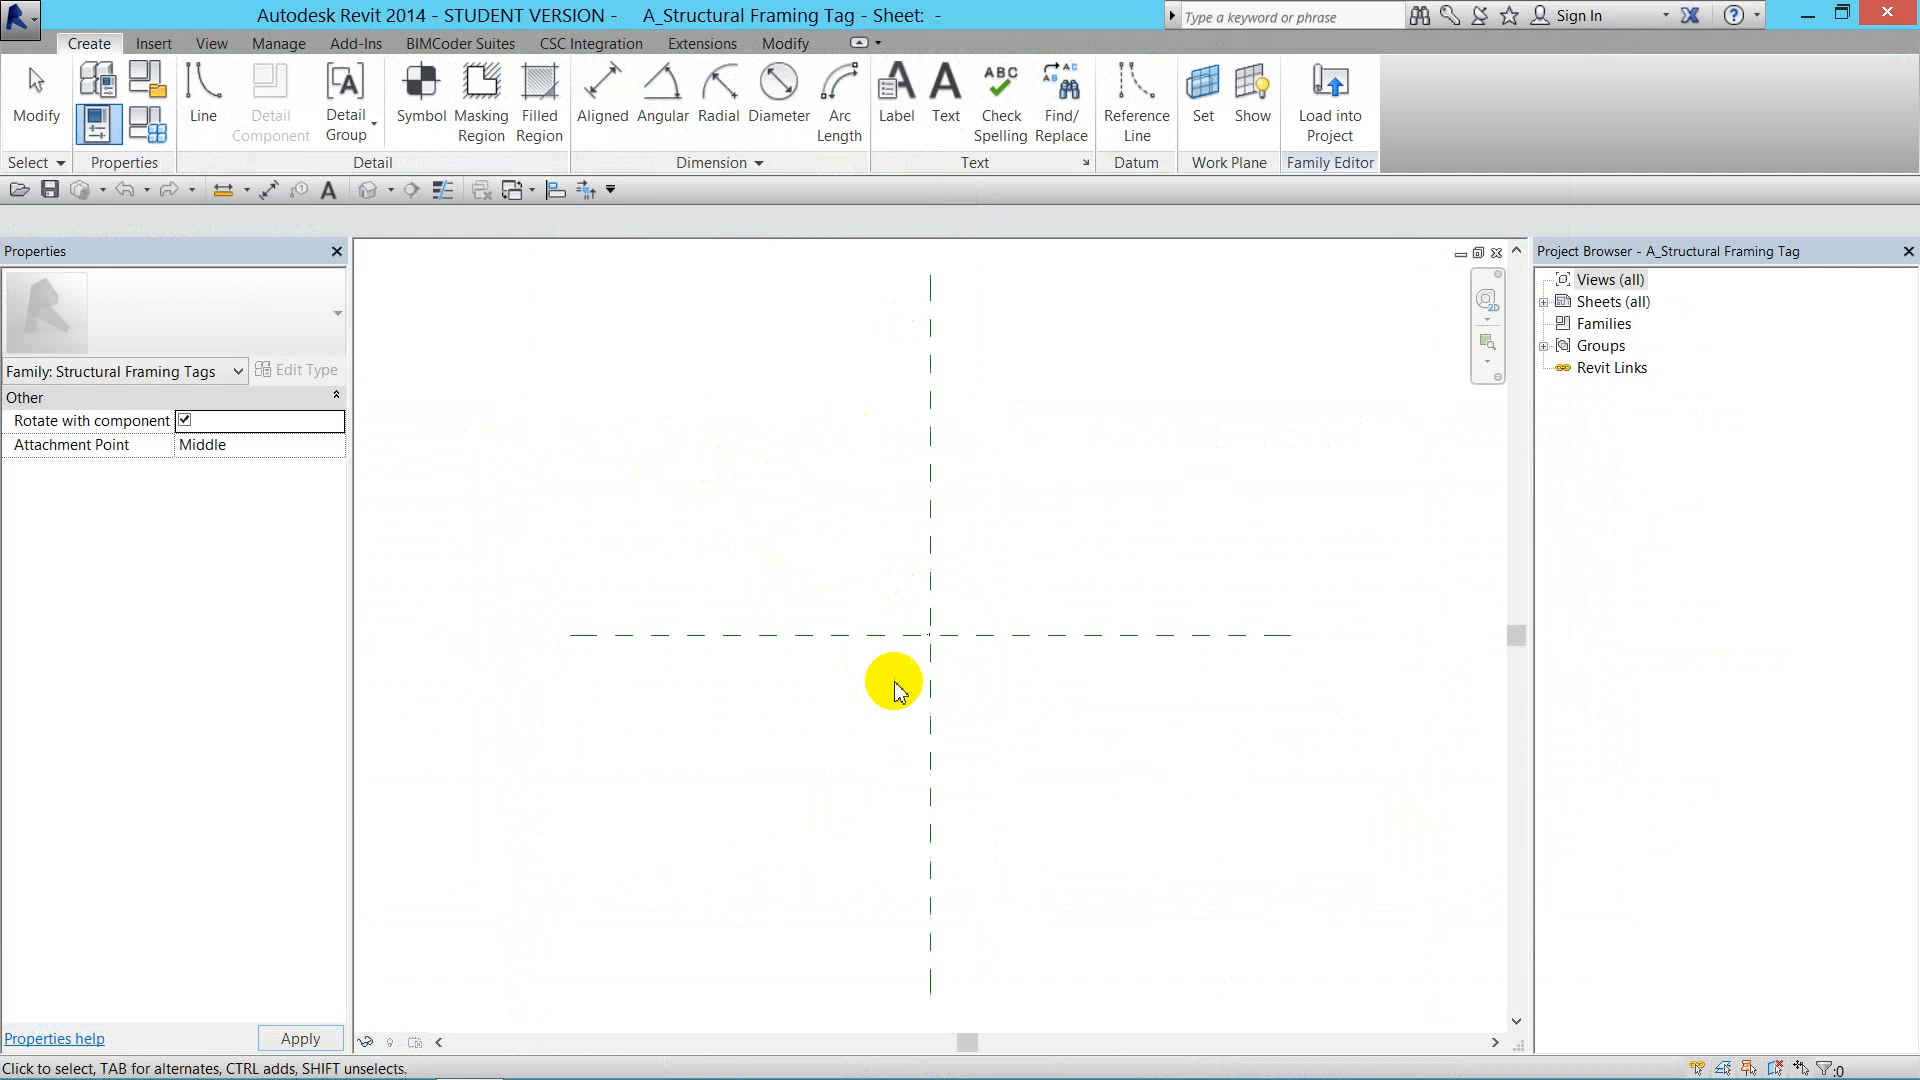 Autodesk Revit 2014 - STUDENT VERSION - A_Structural Framing Tag - Sheet: -
Type a keyword or phrase
Sign In
Create Insert View Manage Add-Ins BIMCoder Suites CSC Integration Extensions Modify
Modify
Line
Detail Component
Detail Group
Symbol
Masking Region
Filled Region
Aligned
Angular
Radial
Diameter
Arc Length
Label
Text
Check Spelling
Find/ Replace
Reference Line
Set
Show
Load into Project
Select
Properties
Detail
Dimension
Text
Datum
Work Plane
Family Editor
Properties
Family: Structural Framing Tags
Edit Type
Other
Rotate with component
Attachment Point Middle
Properties help
Apply
2D
Project Browser - A_Structural Framing Tag
Views (all)
Sheets (all)
Families
Groups
Revit Links
Click to select, TAB for alternates, CTRL adds, SHIFT unselects.
:0